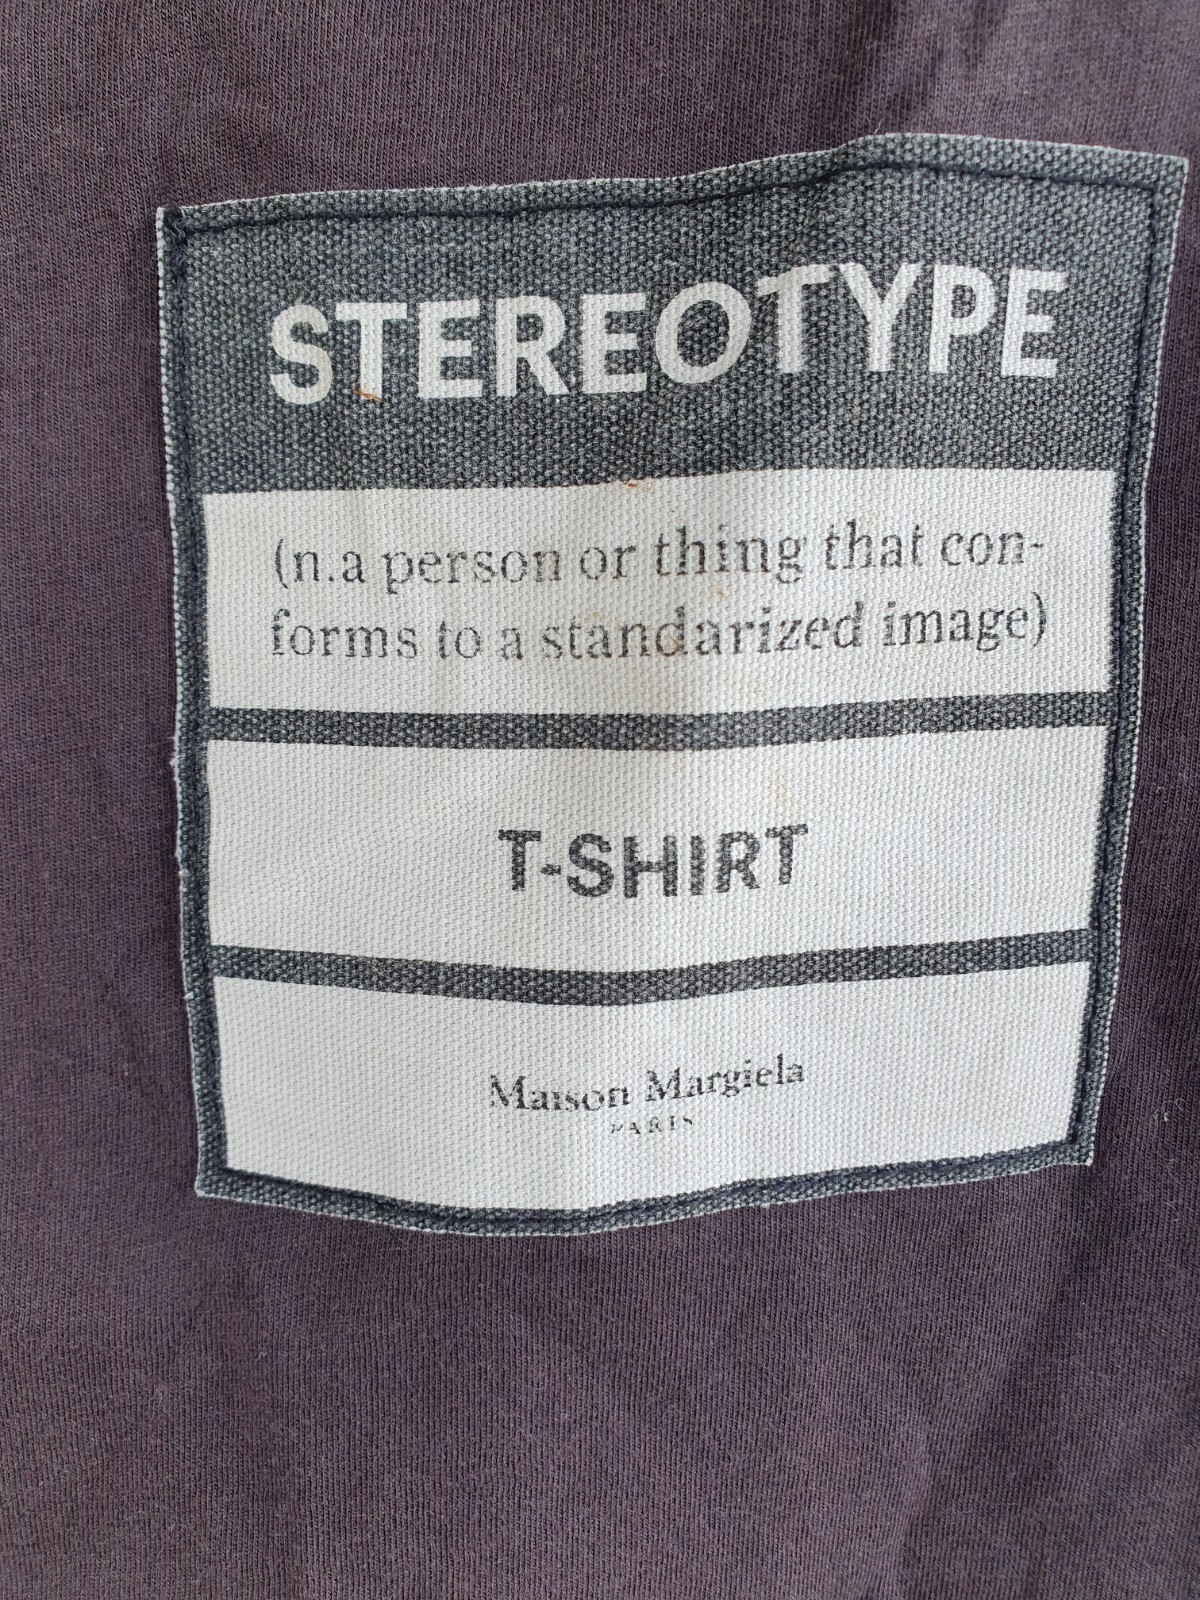 STEREOTYPE
(n.a person or thing that con-
forms to a standarized image)
T-SHIRT
Maison Margiela
PARIS